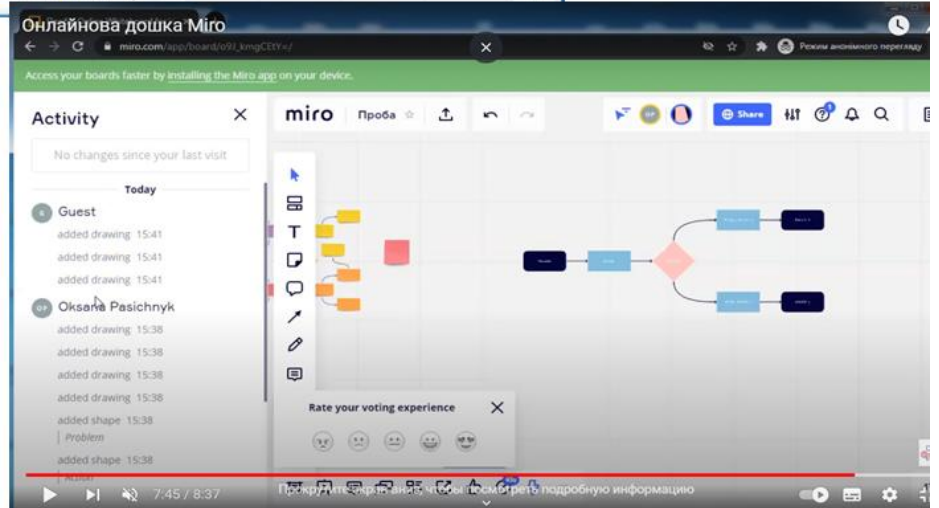 Онлайнова дошка Miro
miro.com/app/board/o9J_kmgCEtY=/
Режим анонімного перегляду
Access your boards faster by installing the Miro app on your device.
Activity
miro
Проба
Share
No changes since your last visit
Today
Guest
added drawing 15:41
added drawing 15:41
added drawing 15:41
OP
Oksana Pasichnyk
added drawing 15:38
added drawing 15:38
added drawing 15:38
added drawing 15:38
added shape 15:38
Problem
added shape 15:38
Action
Rate your voting experience
7:45 / 8:37
Прокрутите экран вниз, чтобы посмотреть подробную информацию